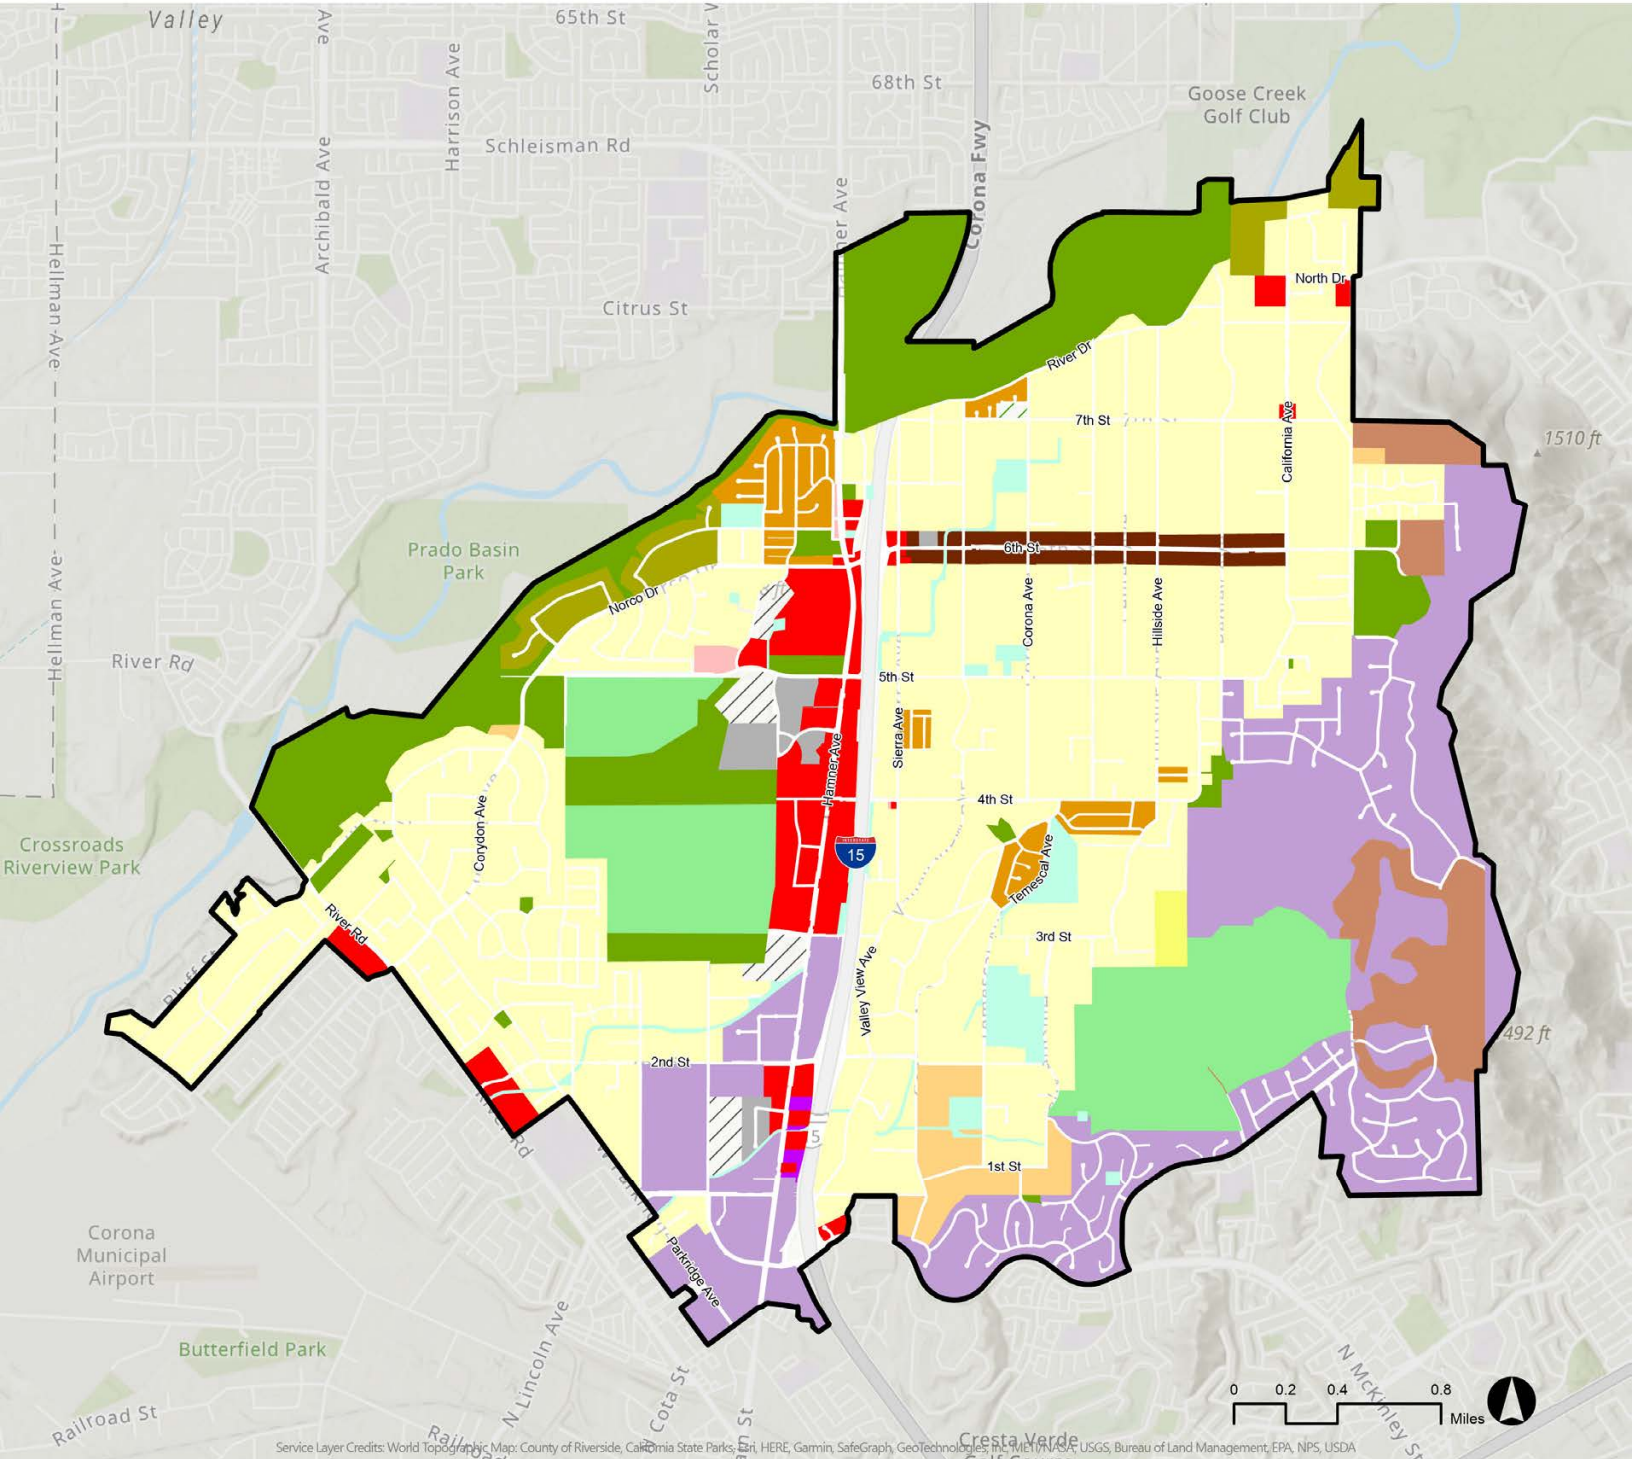 Valley
65th St
68th St
Goose Creek
Golf Club
Harrison Ave
Schleisman Rd
Archibald Ave
Corona Fwy
Hellman Ave
Citrus St
North Dr
River Dr
7th St
California Ave
1510 ft
Prado Basin
Park
6th St
Norco Dr
Corona Ave
Hillside Ave
Hellman Ave
River Rd
5th St
Sierra Ave
Hamner Ave
4th St
Corydon Ave
INTERSTATE
15
Crossroads
Riverview Park
Temescal Ave
River Rd
3rd St
Valley View Ave
492 ft
2nd St
1st St
Corona
Municipal
Airport
Parkridge Ave
Butterfield Park
N Lincoln Ave
N McKinley St
Railroad St
0 0.2 0.4 0.8
Miles
Cresta Verde
Service Layer Credits: World Topographic Map: County of Riverside, California State Parks, Esri, HERE, Garmin, SafeGraph, GeoTechnologies, Inc, METI/NASA, USGS, Bureau of Land Management, EPA, NPS, USDA